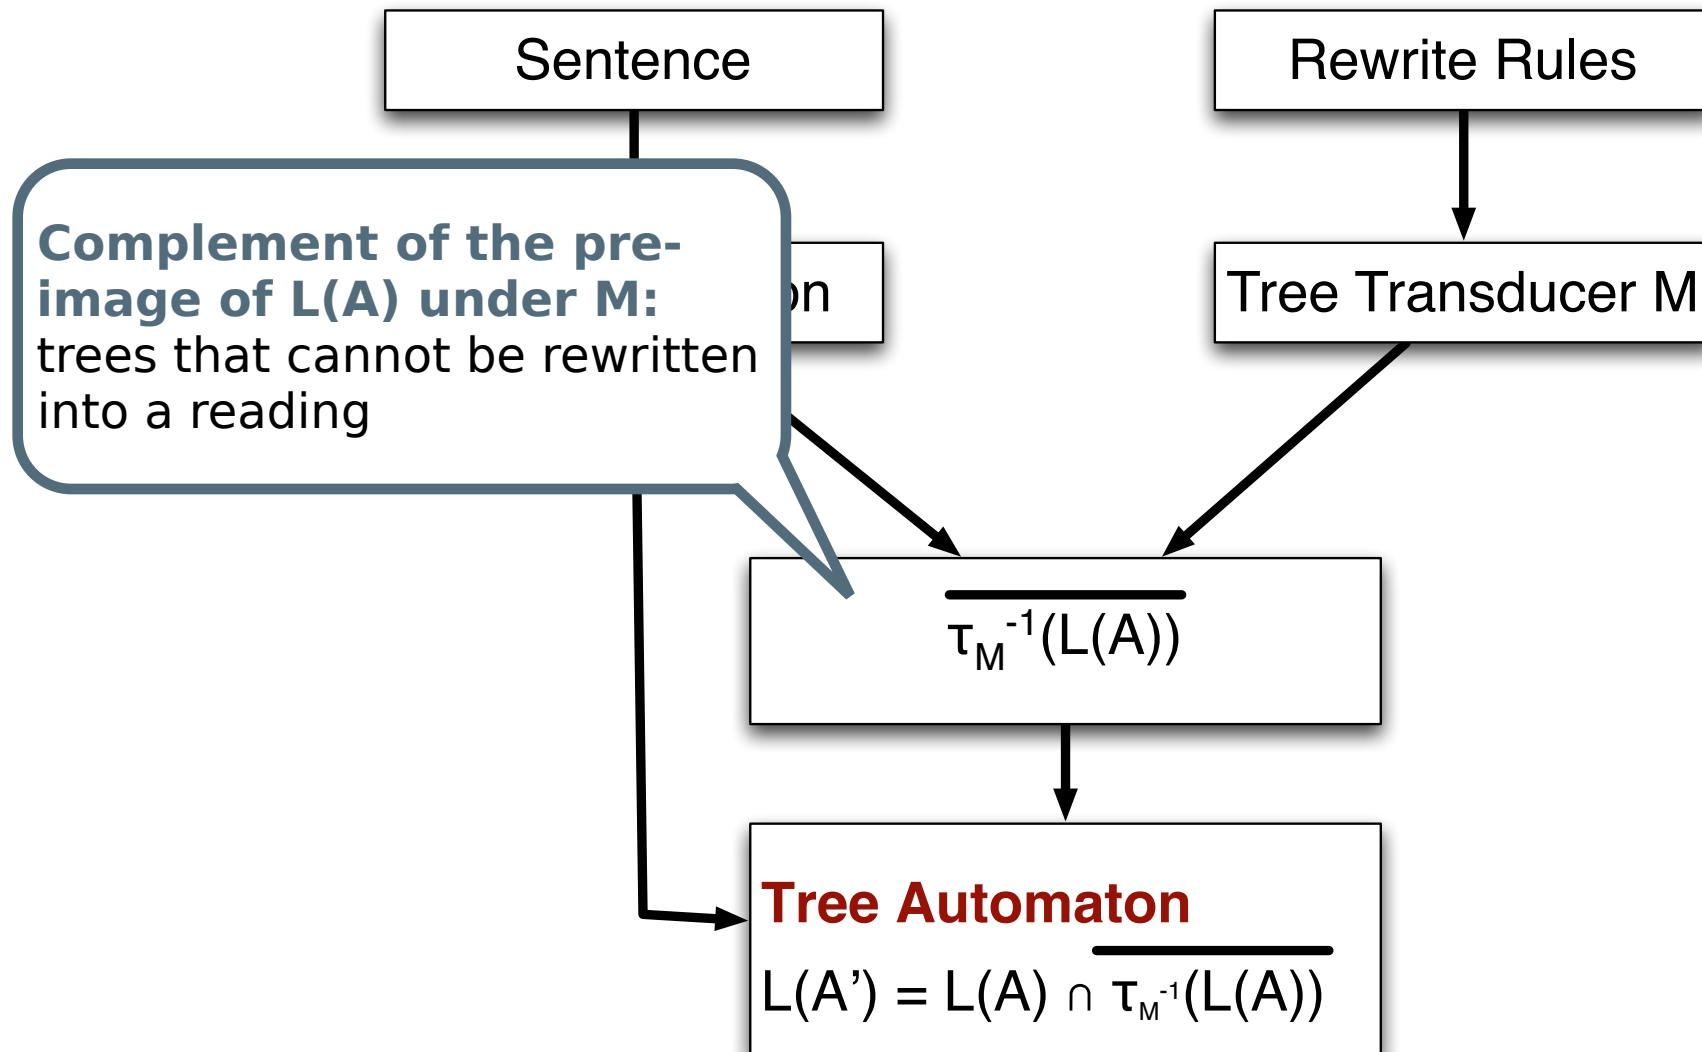 Sentence
Rewrite Rules
Complement of the pre-
image of L(A) under M:
trees that cannot be rewritten
into a reading
Tree Transducer M
τM-1(L(A))
Tree Automaton
L(A’) = L(A) ∩ τM-1(L(A))